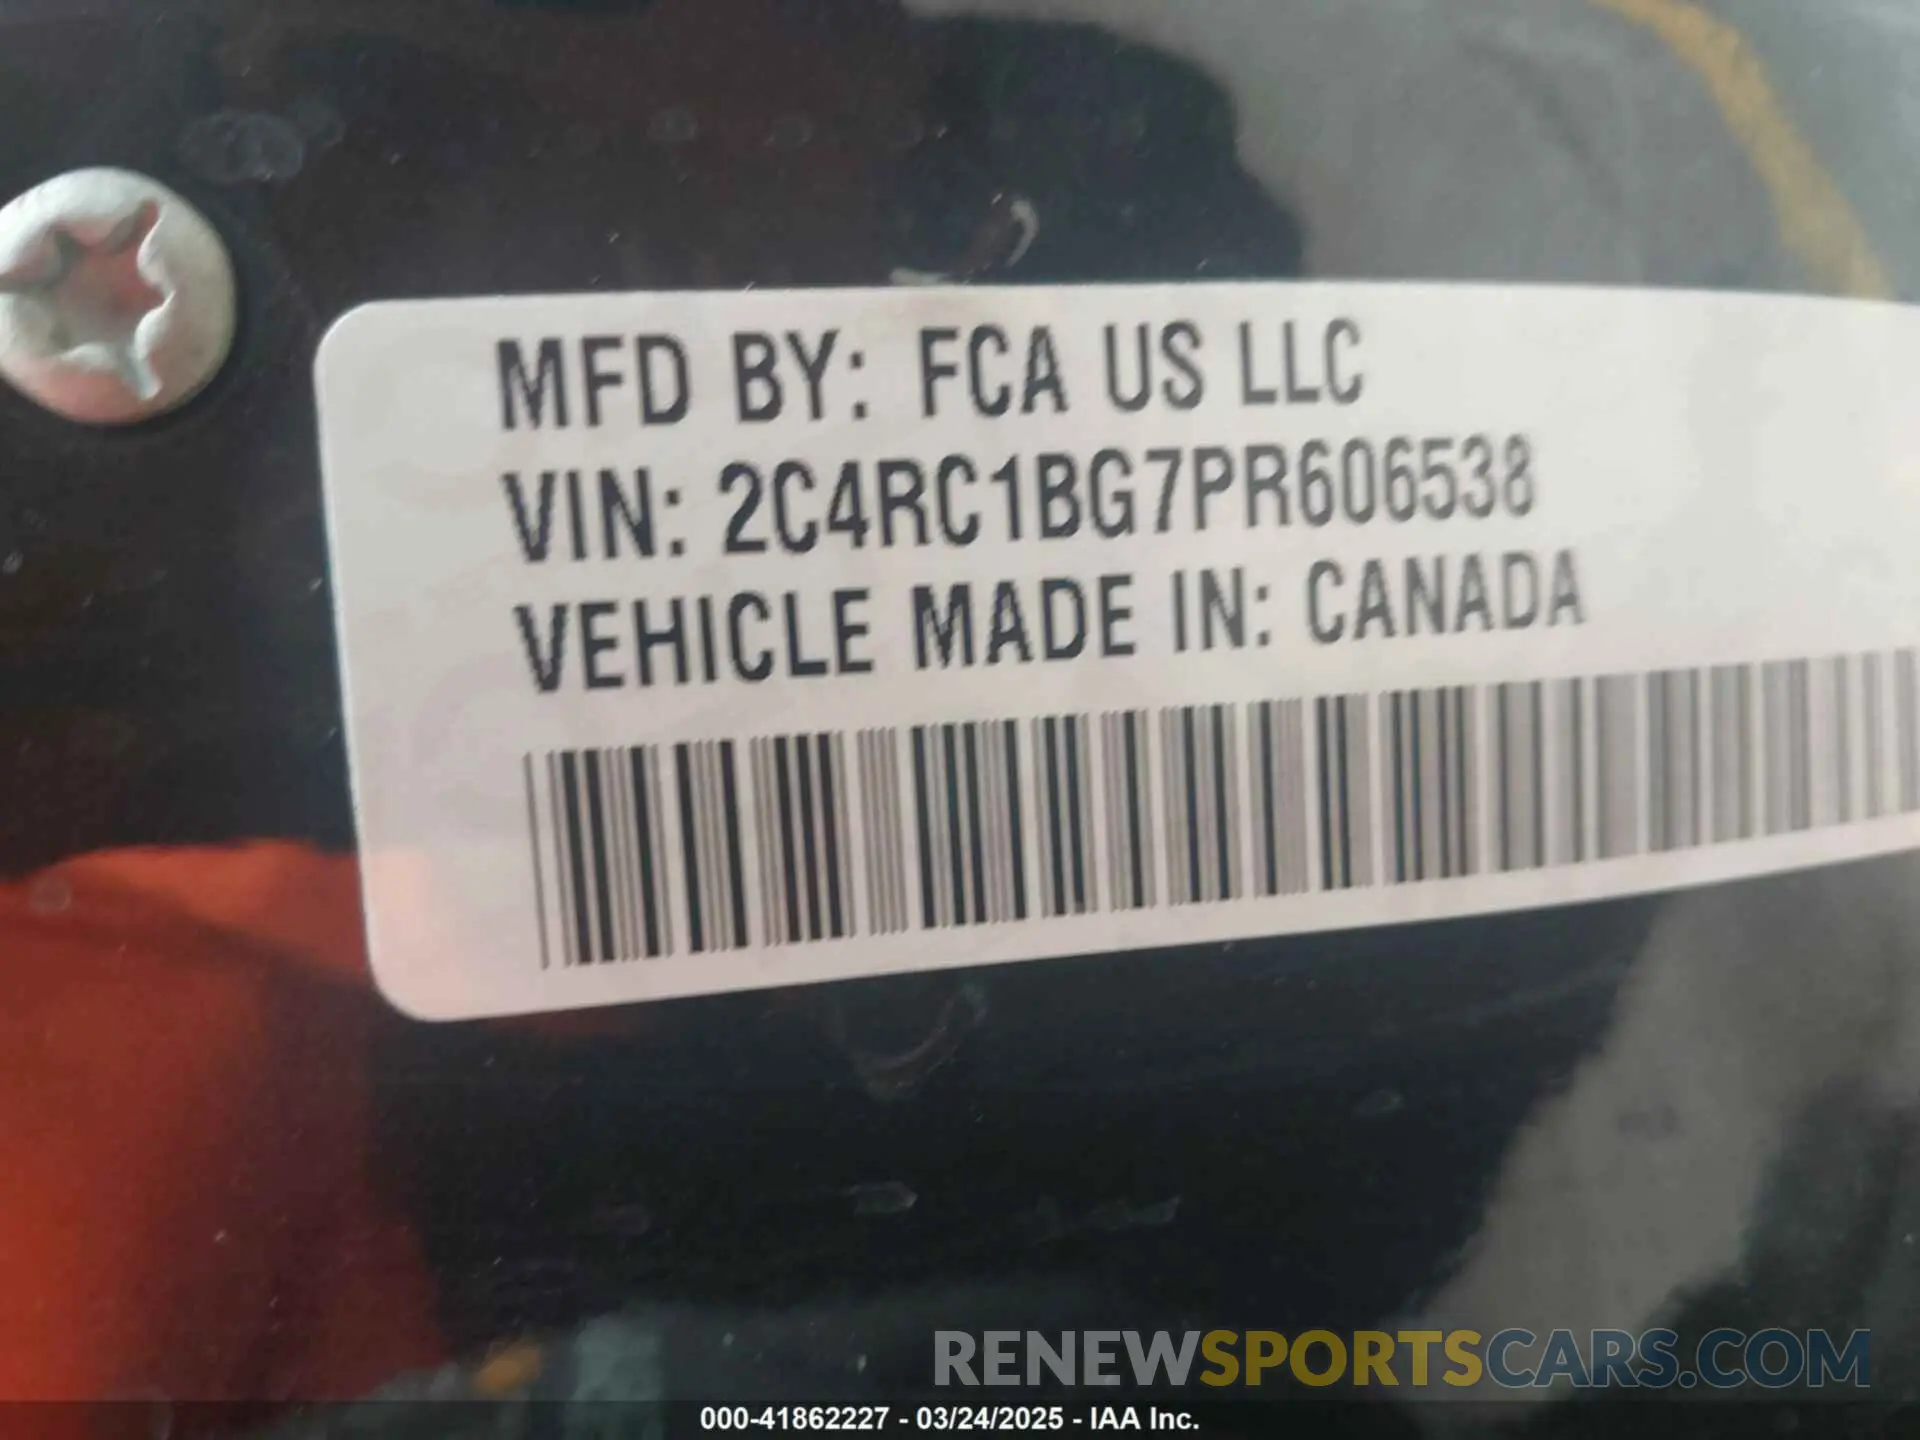 MFD BY: FCA US LLC
VIN: 2C4RC1BG7PR606538
VEHICLE MADE IN: CANADA
RENEWSPORTSCARS.COM
000-41862227 - 03/24/2025 - IAA Inc.